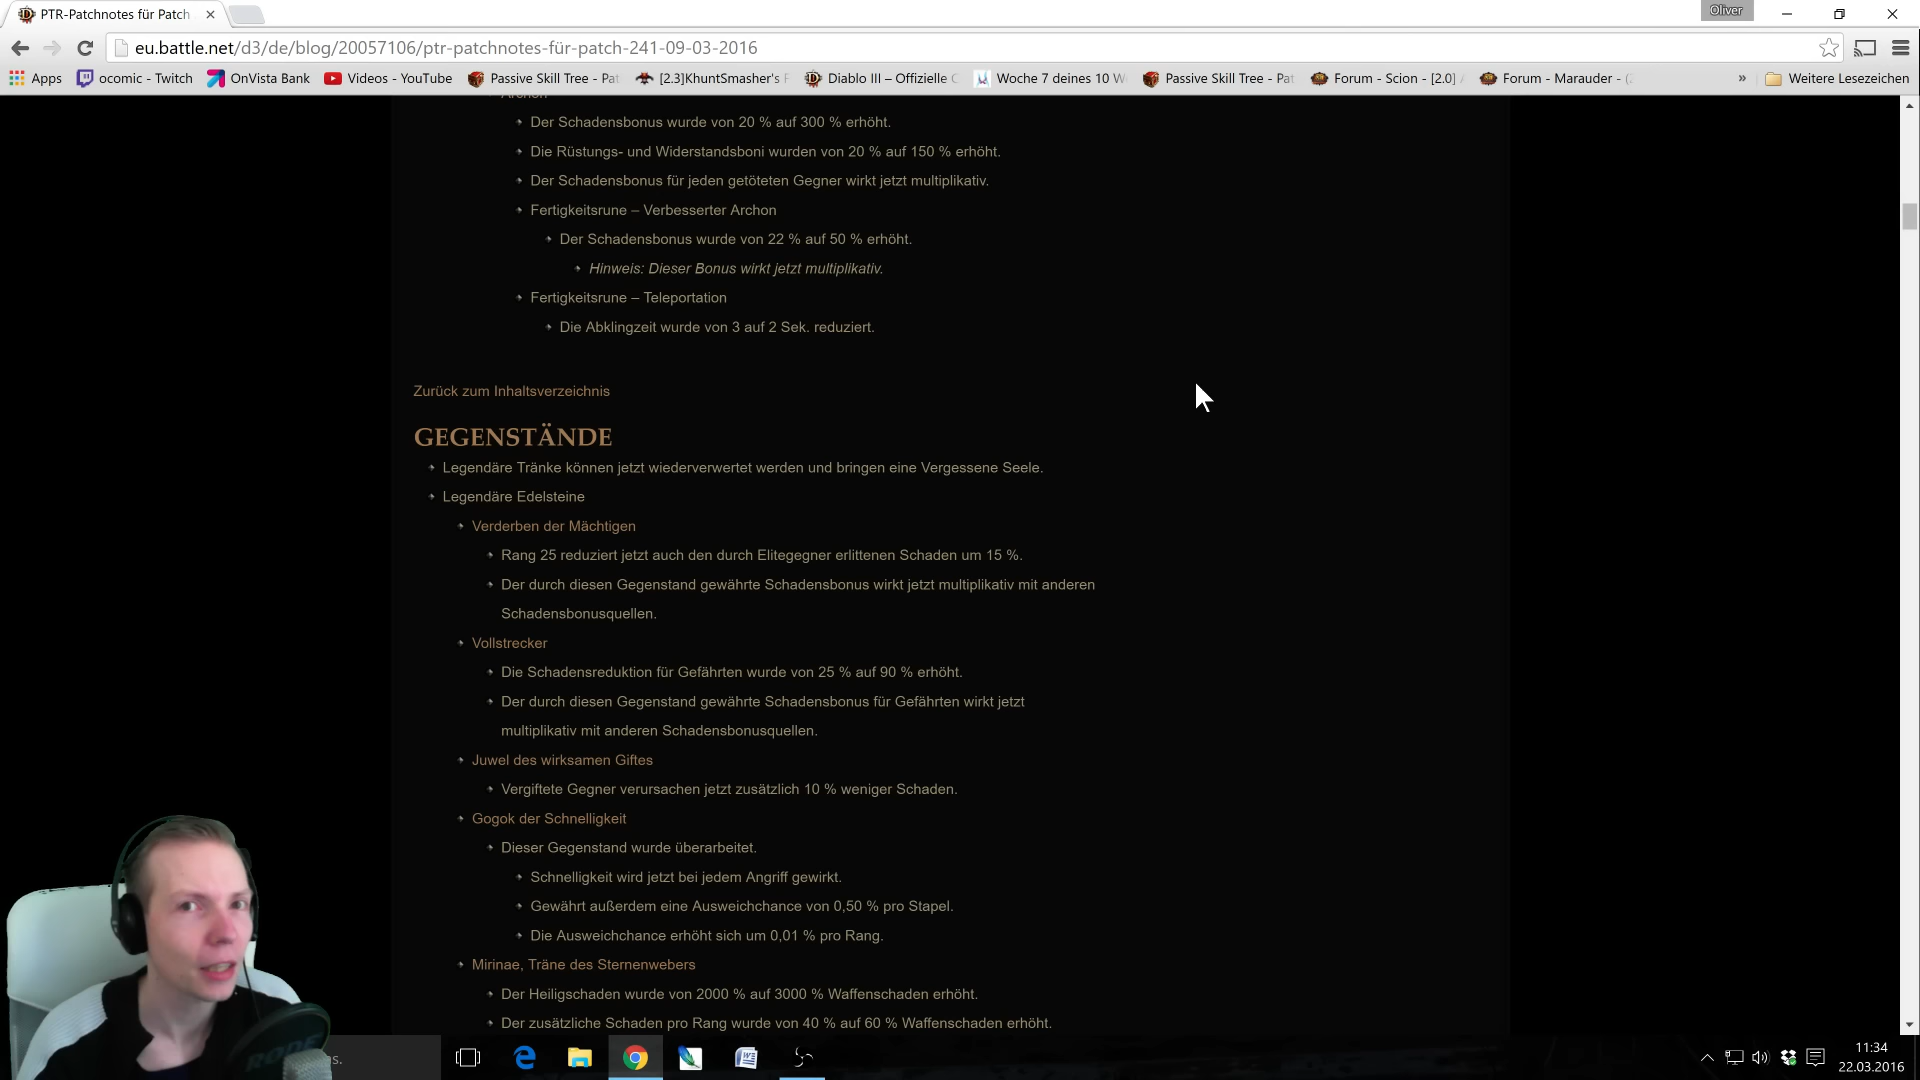 PTR-Patchnotes für Patch
Oliver
eu.battle.net/d3/de/blog/20057106/ptr-patchnotes-für-patch-241-09-03-2016
Apps ocomic - Twitch OnVista Bank Videos - YouTube Passive Skill Tree - Pat [2.3]KhuntSmasher's Diablo III – Offizielle Woche 7 deines 10 W Passive Skill Tree - Pat Forum - Scion - [2.0] Forum - Marauder - » Weitere Lesezeichen
Archon
Der Schadensbonus wurde von 20 % auf 300 % erhöht.
Die Rüstungs- und Widerstandsboni wurden von 20 % auf 150 % erhöht.
Der Schadensbonus für jeden getöteten Gegner wirkt jetzt multiplikativ.
Fertigkeitsrune – Verbesserter Archon
Der Schadensbonus wurde von 22 % auf 50 % erhöht.
Hinweis: Dieser Bonus wirkt jetzt multiplikativ.
Fertigkeitsrune – Teleportation
Die Abklingzeit wurde von 3 auf 2 Sek. reduziert.
Zurück zum Inhaltsverzeichnis
GEGENSTÄNDE
Legendäre Tränke können jetzt wiederverwertet werden und bringen eine Vergessene Seele.
Legendäre Edelsteine
Verderben der Mächtigen
Rang 25 reduziert jetzt auch den durch Elitegegner erlittenen Schaden um 15 %.
Der durch diesen Gegenstand gewährte Schadensbonus wirkt jetzt multiplikativ mit anderen
Schadensbonusquellen.
Vollstrecker
Die Schadensreduktion für Gefährten wurde von 25 % auf 90 % erhöht.
Der durch diesen Gegenstand gewährte Schadensbonus für Gefährten wirkt jetzt
multiplikativ mit anderen Schadensbonusquellen.
Juwel des wirksamen Giftes
Vergiftete Gegner verursachen jetzt zusätzlich 10 % weniger Schaden.
Gogok der Schnelligkeit
Dieser Gegenstand wurde überarbeitet.
Schnelligkeit wird jetzt bei jedem Angriff gewirkt.
Gewährt außerdem eine Ausweichchance von 0,50 % pro Stapel.
Die Ausweichchance erhöht sich um 0,01 % pro Rang.
Mirinae, Träne des Sternenwebers
Der Heiligschaden wurde von 2000 % auf 3000 % Waffenschaden erhöht.
Der zusätzliche Schaden pro Rang wurde von 40 % auf 60 % Waffenschaden erhöht.
RODE
11:34
22.03.2016